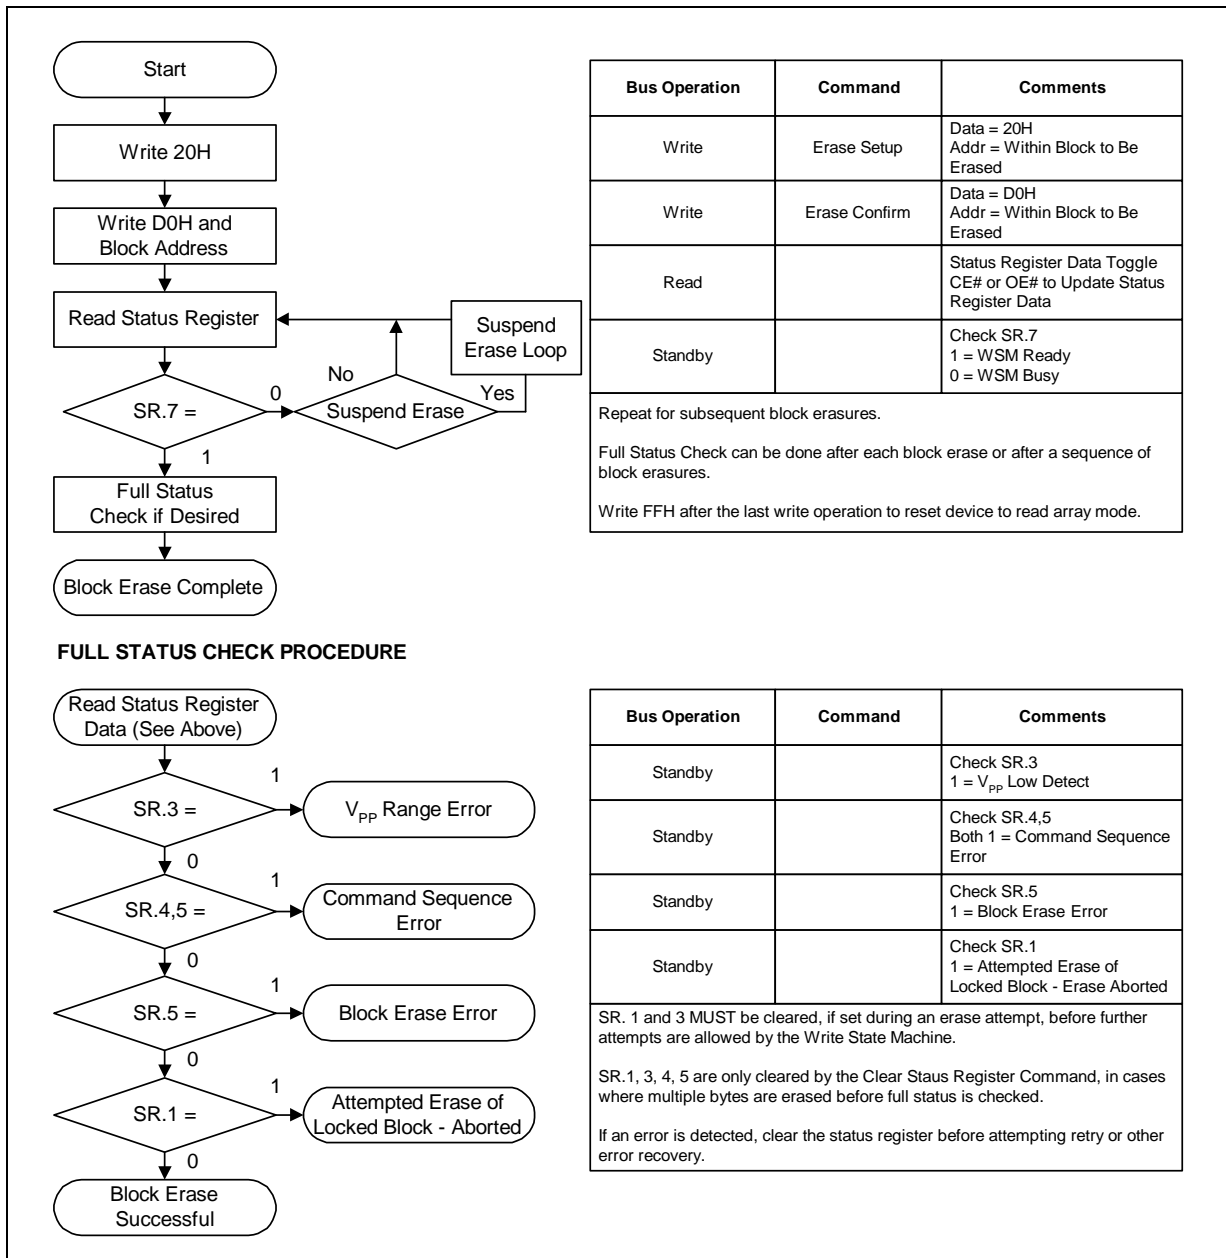 Start
Write 20H
Write D0H and
Block Address
Read Status Register
Suspend
Erase Loop
No
Yes
0
SR.7 =
Suspend Erase
1
Full Status
Check if Desired
Block Erase Complete
Bus Operation Command Comments
Write Erase Setup Data = 20H
Addr = Within Block to Be
Erased
Write Erase Confirm Data = D0H
Addr = Within Block to Be
Erased
Read Status Register Data Toggle
CE# or OE# to Update Status
Register Data
Standby Check SR.7
1 = WSM Ready
0 = WSM Busy
Repeat for subsequent block erasures.
Full Status Check can be done after each block erase or after a sequence of
block erasures.
Write FFH after the last write operation to reset device to read array mode.
FULL STATUS CHECK PROCEDURE
Read Status Register
Data (See Above)
1
SR.3 =
VPP Range Error
0
1
SR.4,5 =
Command Sequence
Error
0
1
SR.5 =
Block Erase Error
0
1
SR.1 =
Attempted Erase of
Locked Block - Aborted
0
Block Erase
Successful
Bus Operation Command Comments
Standby Check SR.3
1 = VPP Low Detect
Standby Check SR.4,5
Both 1 = Command Sequence
Error
Standby Check SR.5
1 = Block Erase Error
Standby Check SR.1
1 = Attempted Erase of
Locked Block - Erase Aborted
SR. 1 and 3 MUST be cleared, if set during an erase attempt, before further
attempts are allowed by the Write State Machine.
SR.1, 3, 4, 5 are only cleared by the Clear Staus Register Command, in cases
where multiple bytes are erased before full status is checked.
If an error is detected, clear the status register before attempting retry or other
error recovery.